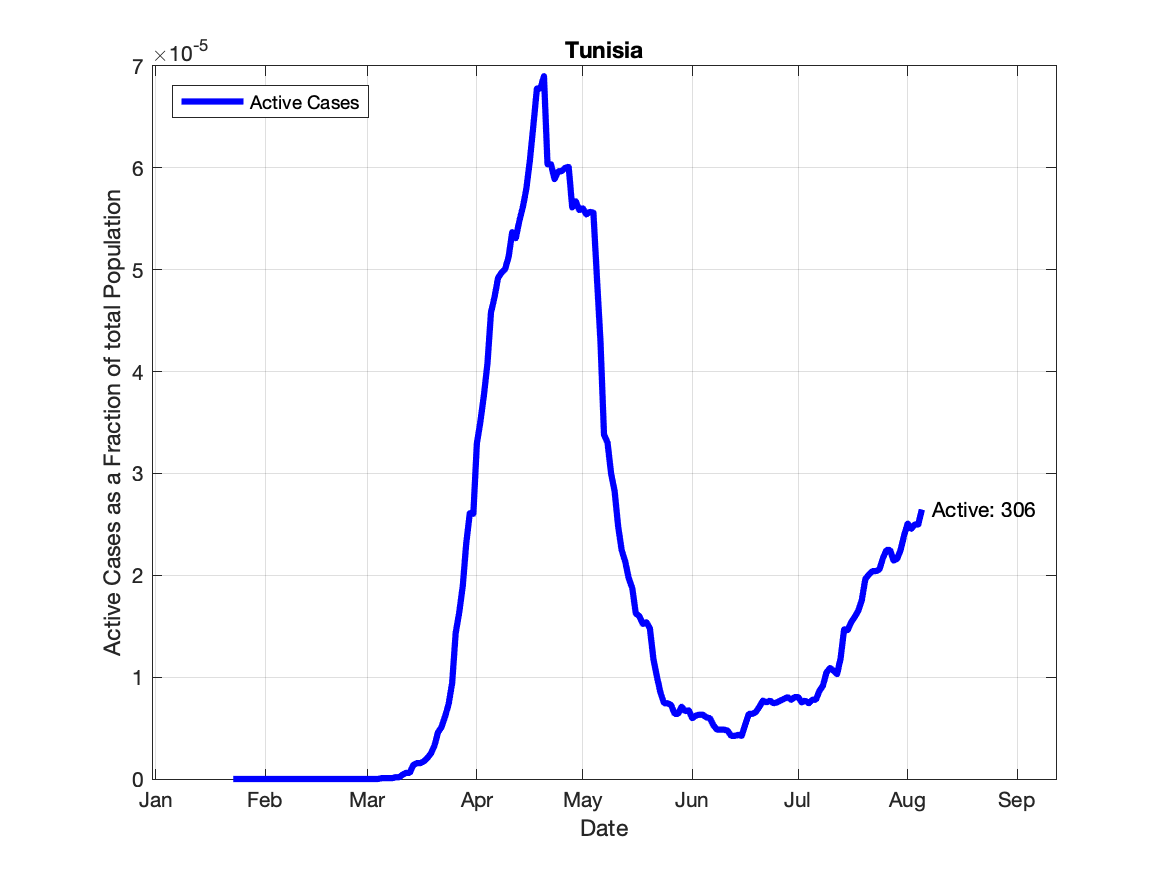 Tunisia
×10-5
Active Cases
7
6
5
4
3
2
1
0
Active Cases as a Fraction of total Population
Active: 306
Jan Feb Mar Apr May Jun Jul Aug Sep
Date